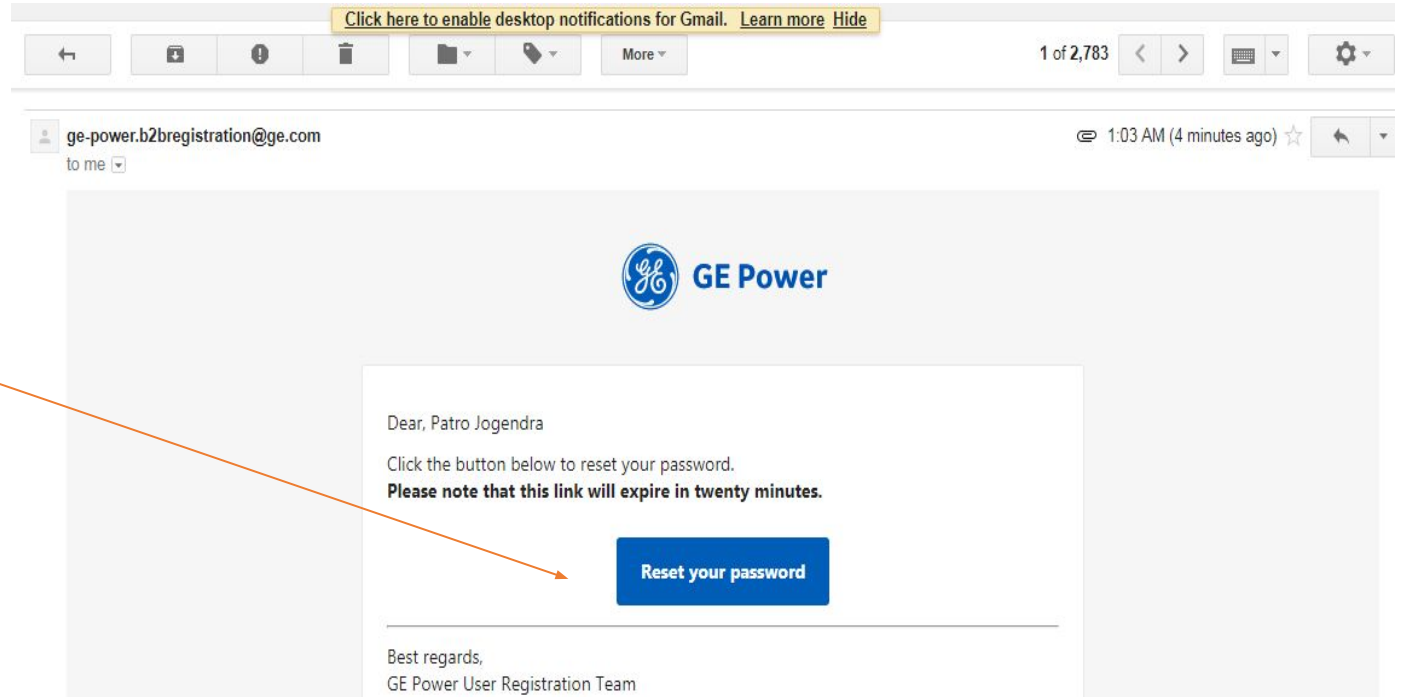 Click here to enable desktop notifications for Gmail. Learn more Hide
More
1 of 2,783
ge-power.b2bregistration@ge.com
1:03 AM (4 minutes ago)
to me
GE GE Power
Dear, Patro Jogendra
Click the button below to reset your password.
Please note that this link will expire in twenty minutes.
Reset your password
Best regards,
GE Power User Registration Team